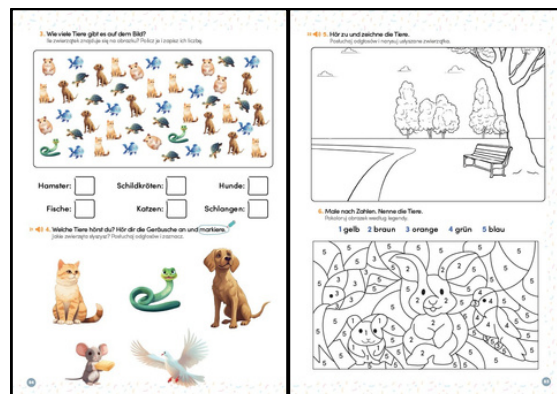 3. Wie viele Tiere gibt es auf dem Bild?
Ile zwierzątek znajduje się na obrazku? Policz je i zapisz ich liczbę.
Hamster:
Schildkröten:
Hunde:
Fische:
Katzen:
Schlangen:
4. Welche Tiere hörst du? Hör dir die Geräusche an und markiere.
Jakie zwierzęta słyszysz? Posłuchaj odgłosów i zaznacz.
5. Hör zu und zeichne die Tiere.
Posłuchaj odgłosów i narysuj usłyszane zwierzątka.
6. Male nach Zahlen. Nenne die Tiere.
Pokoloruj obrazek według legendy.
1 gelb 2 braun 3 orange 4 grün 5 blau